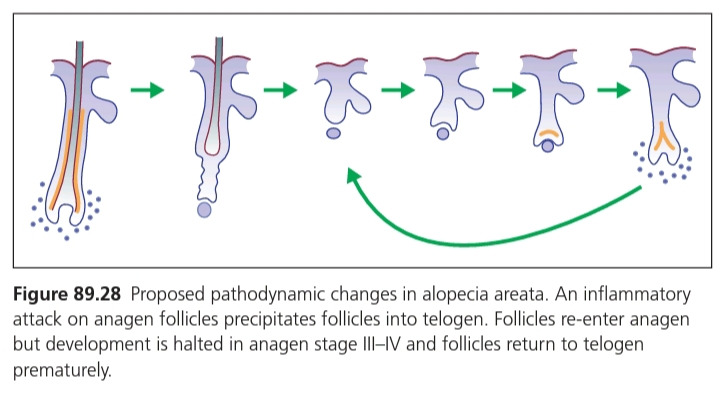 Figure 89.28 Proposed pathodynamic changes in alopecia areata. An inflammatory
attack on anagen follicles precipitates follicles into telogen. Follicles re-enter anagen
but development is halted in anagen stage III–IV and follicles return to telogen
prematurely.